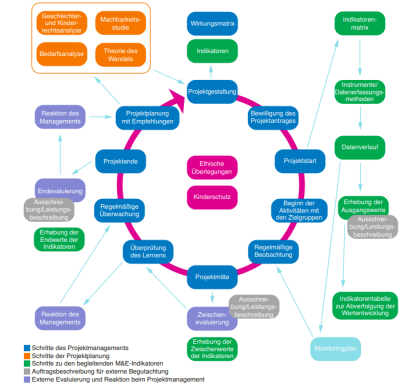 Geschlechter-
und Kinder-
rechtsanalyse
Machbarkeits-
studie
Bedarfsanalyse
Theorie des
Wandels
Wirkungsmatrix
Indikatoren
Projektgestaltung
Indikatoren-
matrix
Instrumente/
Datenerfassungs-
methoden
Datenverlauf
Erhebung der
Ausgangswerte
Ausschrei-
bung/Leistungs-
beschreibung
Indikatorentabelle
zur Abverfolgung der
Wertentwicklung
Monitoringplan
Bewilligung des
Projektantrages
Projektstart
Beginn der
Aktivitäten mit
den Zielgruppen
Regelmäßige
Beobachtung
Projektmitte
Ausschrei-
bung/Leistungs-
beschreibung
Zwischen-
evaluierung
Erhebung der
Zwischenwerte
der Indikatoren
Überprüfung
des Lernens
Reaktion des
Managements
Regelmäßige
Überwachung
Projektende
Endevaluierung
Ausschrei-
bung/Leistungs-
beschreibung
Erhebung der
Endwerte der
Indikatoren
Reaktion des
Managements
Projektplanung
mit Empfehlungen
Ethische
Überlegungen
Kinderschutz
Schritte des Projektmanagements
Schritte der Projektplanung
Schritte zu den begleitenden M&E-Indikatoren
Auftragsbeschreibung für externe Begutachtung
Externe Evaluierung und Reaktion beim Projektmanagement